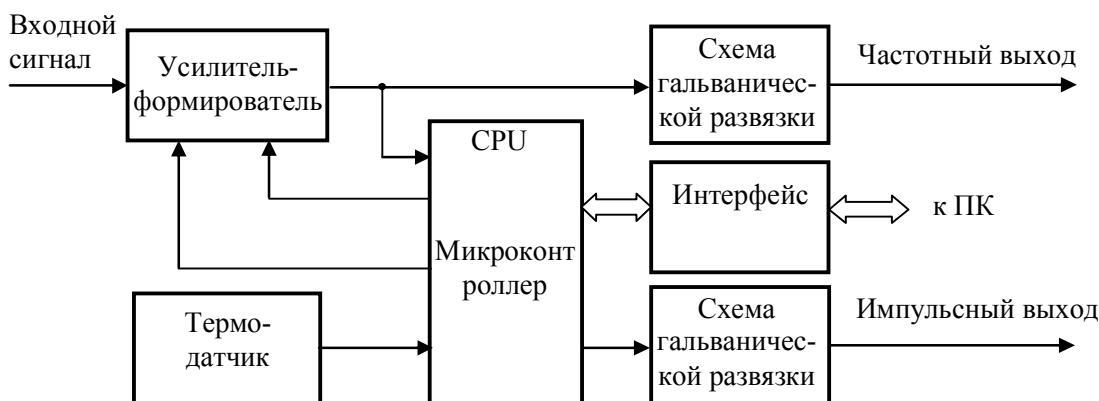 Входной
сигнал
Усилитель-
формирователь
Схема
гальваничес-
кой развязки
Частотный выход
CPU
Микроконт
роллер
Интерфейс
к ПК
Термо-
датчик
Схема
гальваничес-
кой развязки
Импульсный выход